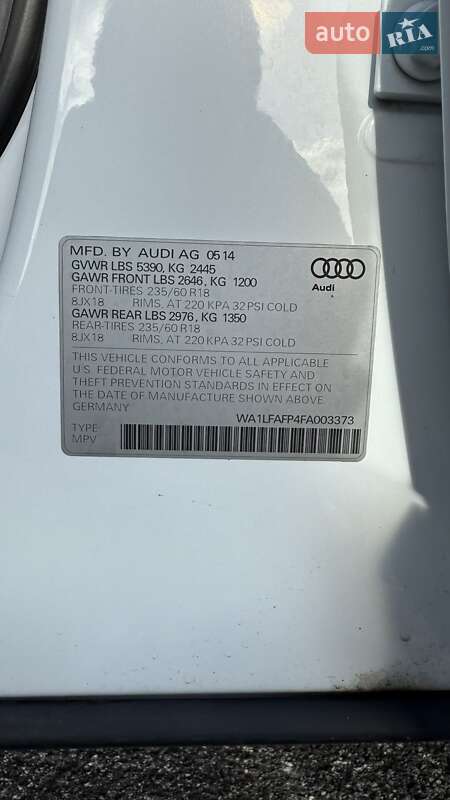 auto RIA
.com
MFD. BY AUDI AG 05 14
GVWR LBS 5390, KG 2445
GAWR FRONT LBS 2646, KG 1200
FRONT-TIRES 235/60 R18
8JX18 RIMS, AT 220 KPA 32 PSI COLD
GAWR REAR LBS 2976, KG 1350
REAR-TIRES 235/60 R18
8JX18 RIMS, AT 220 KPA 32 PSI COLD
Audi
THIS VEHICLE CONFORMS TO ALL APPLICABLE
U.S. FEDERAL MOTOR VEHICLE SAFETY AND
THEFT PREVENTION STANDARDS IN EFFECT ON
THE DATE OF MANUFACTURE SHOWN ABOVE.
GERMANY
WA1LFAFP4FA003373
TYPE:
MPV